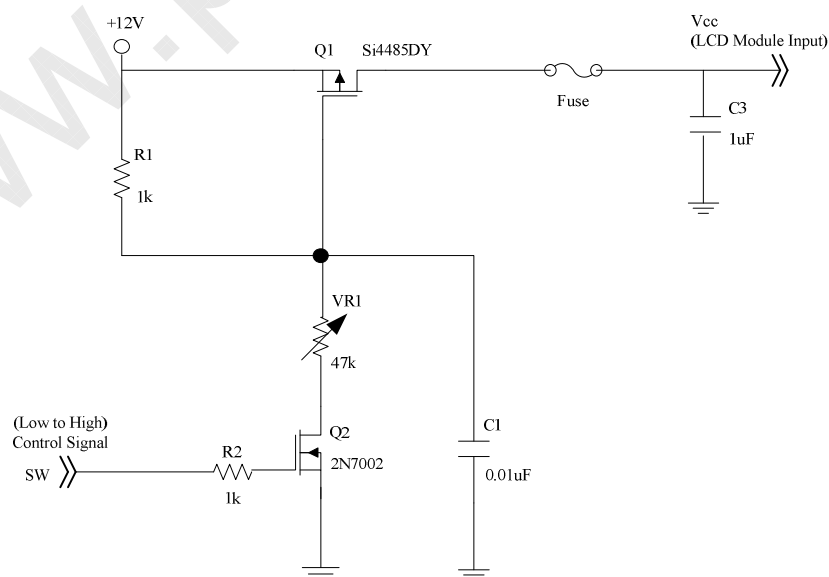 +12V
Q1
Si4485DY
Vcc
(LCD Module Input)
Fuse
C3
1uF
R1
1k
VR1
47k
(Low to High)
Control Signal
SW
R2
1k
Q2
2N7002
C1
0.01uF